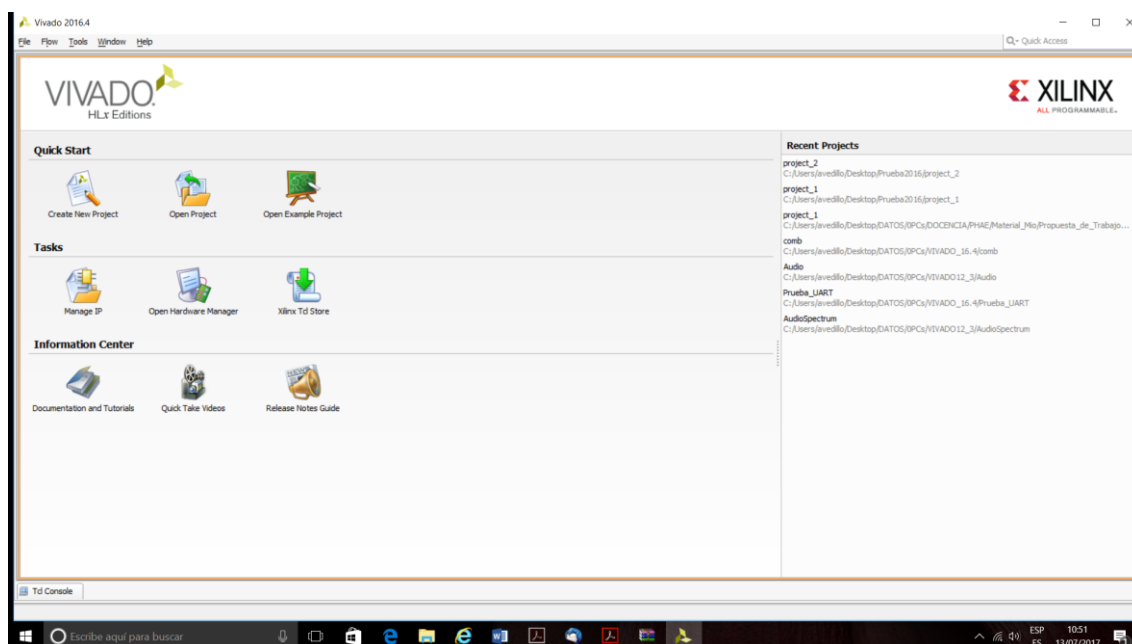 Vivado 2016.4
File Flow Tools Window Help
Quick Access
VIVADO.
HLx Editions
XILINX
ALL PROGRAMMABLE.
Quick Start
Create New Project
Open Project
Open Example Project
Tasks
Manage IP
Open Hardware Manager
Xilinx Tcl Store
Information Center
Documentation and Tutorials
Quick Take Videos
Release Notes Guide
Recent Projects
project_2
C:/Users/avedillo/Desktop/Prueba2016/project_2
project_1
C:/Users/avedillo/Desktop/Prueba2016/project_1
project_1
C:/Users/avedillo/Desktop/DATOS/0PCs/DOCENCIA/PHAE/Material_Mio/Propuesta_de_Trabajo...
comb
C:/Users/avedillo/Desktop/DATOS/0PCs/VIVADO_16.4/comb
Audio
C:/Users/avedillo/Desktop/DATOS/0PCs/VIVADO12_3/Audio
Prueba_UART
C:/Users/avedillo/Desktop/DATOS/0PCs/VIVADO_16.4/Prueba_UART
AudioSpectrum
C:/Users/avedillo/Desktop/DATOS/0PCs/VIVADO12_3/AudioSpectrum
Tcl Console
Escribe aquí para buscar
ESP 10:51
ES 13/07/2017